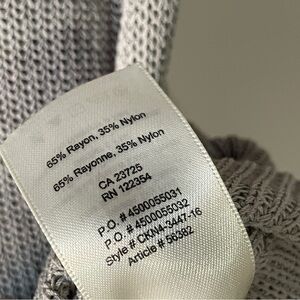 65% Rayon, 35% Nylon
65% Rayonne, 35% Nylon
CA 23725
RN 122354
P.O. # 4500055031
P.O. # 4500055032
Style # CKN4-3447-16
Article # 56382